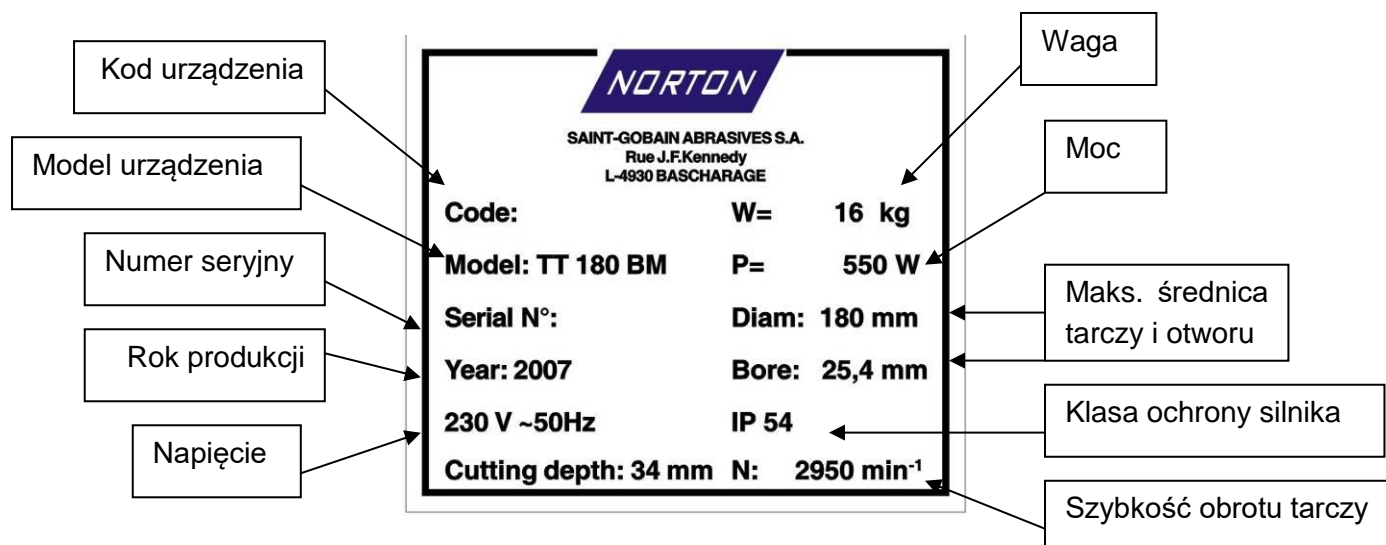 Kod urządzenia
Model urządzenia
Numer seryjny
Rok produkcji
Napięcie
NORTON
SAINT-GOBAIN ABRASIVES S.A.
Rue J.F.Kennedy
L-4930 BASCHARAGE
Code: W= 16 kg
Model: TT 180 BM P= 550 W
Serial N°: Diam: 180 mm
Year: 2007 Bore: 25,4 mm
230 V ~50Hz IP 54
Cutting depth: 34 mm N: 2950 min-1
Waga
Moc
Maks. średnica
tarczy i otworu
Klasa ochrony silnika
Szybkość obrotu tarczy